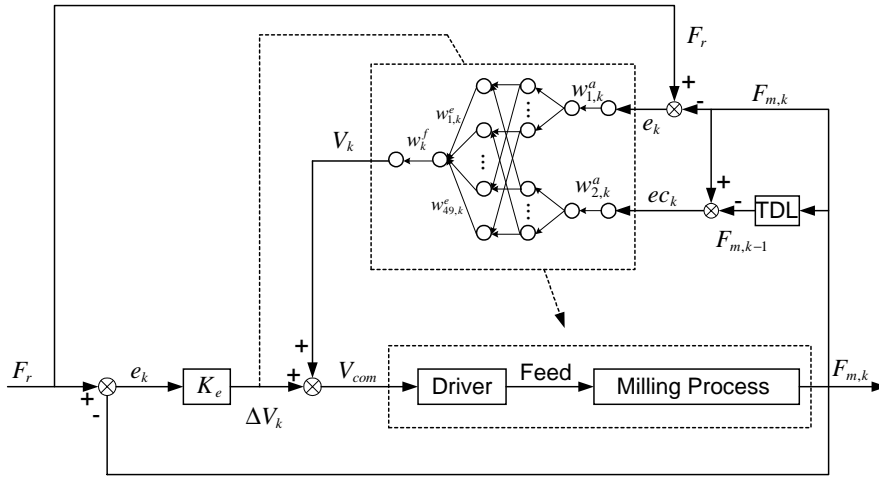 F_r
w^a_{1,k}
+
-
F_{m,k}
e_k
w^e_{1,k}
w^f_k
V_k
w^a_{2,k}
ec_k
+
-
TDL
w^e_{49,k}
F_{m,k-1}
+
F_r
e_k
K_e
+
V_{com}
Driver
Feed
Milling Process
F_{m,k}
+
-
ΔV_k